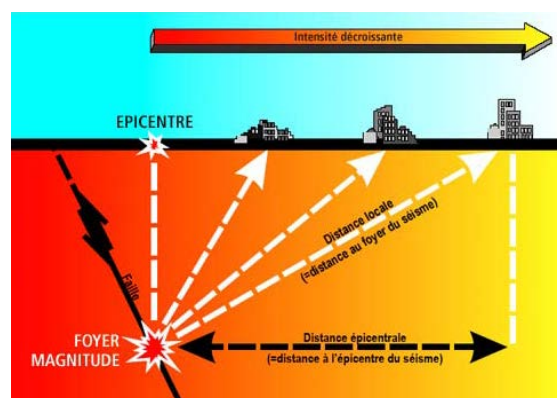 Intensité décroissante
EPICENTRE
Distance locale
(=distance au foyer du séisme)
Faille
FOYER
MAGNITUDE
Distance épicentrale
(=distance à l'épicentre du séisme)